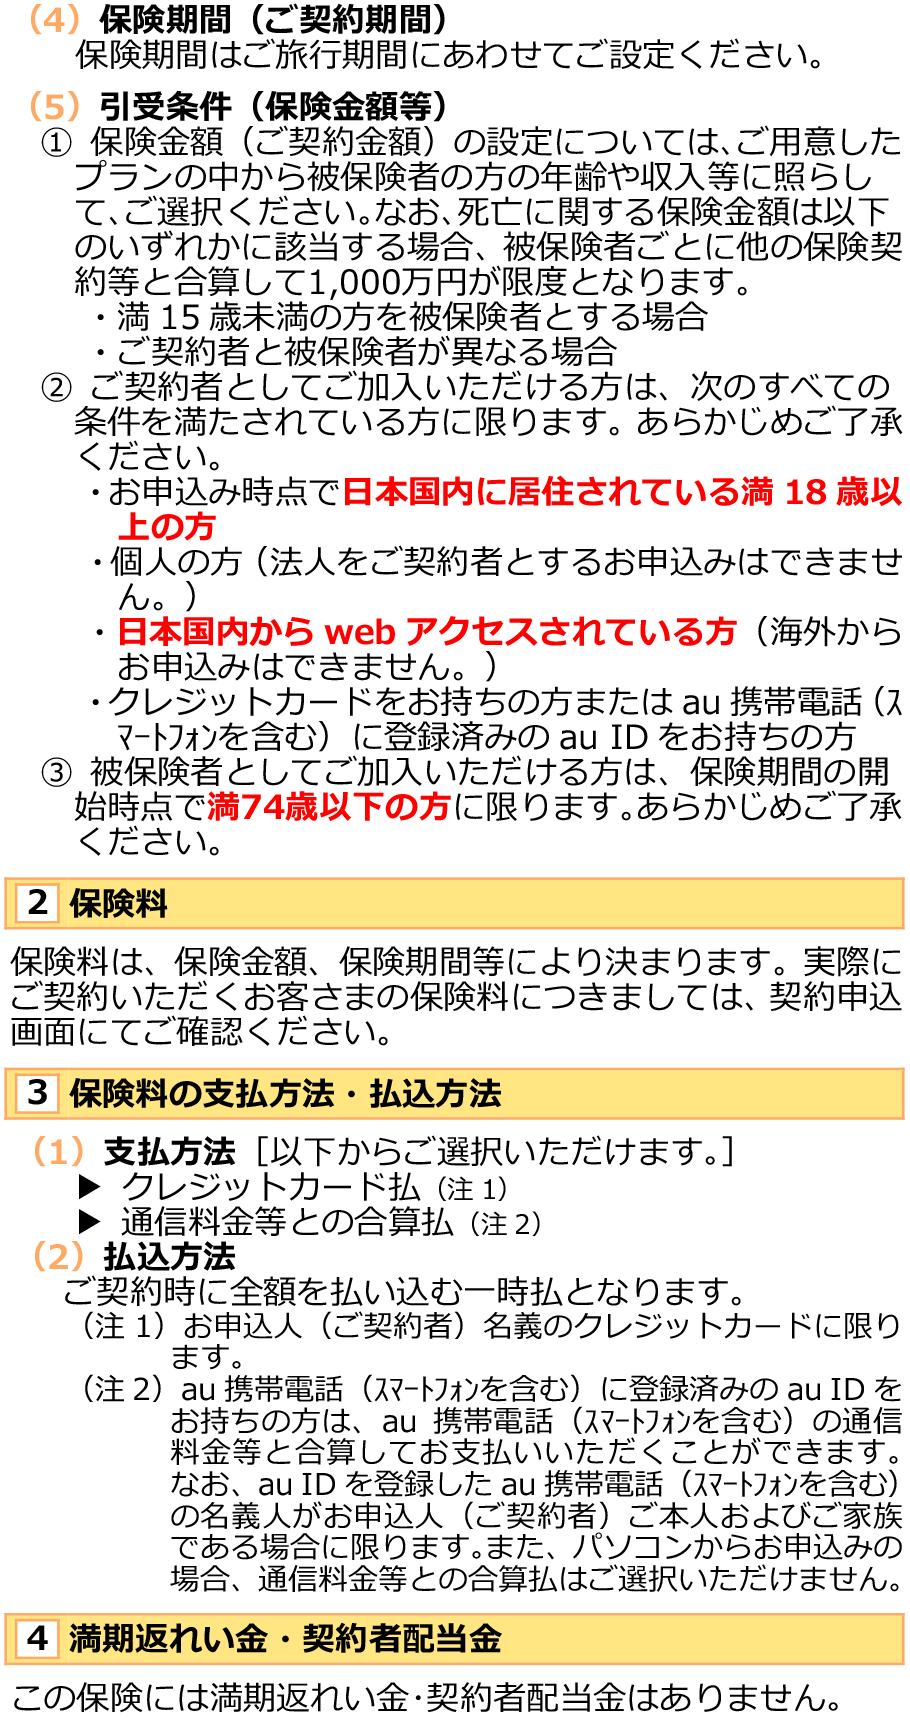 （4）保険期間（ご契約期間）
保険期間はご旅行期間にあわせてご設定ください。
（5）引受条件（保険金額等）
① 保険金額（ご契約金額）の設定については、ご用意した
プランの中から被保険者の方の年齢や収入等に照らし
て、ご選択ください。なお、死亡に関する保険金額は以下
のいずれかに該当する場合、被保険者ごとに他の保険契
約等と合算して1,000万円が限度となります。
・満 15 歳未満の方を被保険者とする場合
・ご契約者と被保険者が異なる場合
② ご契約者としてご加入いただける方は、次のすべての
条件を満たされている方に限ります。あらかじめご了承
ください。
・お申込み時点で日本国内に居住されている満 18 歳以
上の方
・個人の方（法人をご契約者とするお申込みはできませ
ん。）
・日本国内から web アクセスされている方（海外から
お申込みはできません。）
・クレジットカードをお持ちの方または au 携帯電話（ｽ
ﾏｰﾄﾌｫﾝを含む）に登録済みの au ID をお持ちの方
③ 被保険者としてご加入いただける方は、保険期間の開
始時点で満74歳以下の方に限ります。あらかじめご了承
ください。
2 保険料
保険料は、保険金額、保険期間等により決まります。実際に
ご契約いただくお客さまの保険料につきましては、契約申込
画面にてご確認ください。
3 保険料の支払方法・払込方法
（1）支払方法［以下からご選択いただけます。］
▶ クレジットカード払（注 1）
▶ 通信料金等との合算払（注 2）
（2）払込方法
ご契約時に全額を払い込む一時払となります。
（注 1）お申込人（ご契約者）名義のクレジットカードに限り
ます。
（注 2）au 携帯電話（ｽﾏｰﾄﾌｫﾝを含む）に登録済みの au ID を
お持ちの方は、au 携帯電話（ｽﾏｰﾄﾌｫﾝを含む）の通信
料金等と合算してお支払いいただくことができます。
なお、au ID を登録した au 携帯電話（ｽﾏｰﾄﾌｫﾝを含む）
の名義人がお申込人（ご契約者）ご本人およびご家族
である場合に限ります。また、パソコンからお申込みの
場合、通信料金等との合算払はご選択いただけません。
4 満期返れい金・契約者配当金
この保険には満期返れい金・契約者配当金はありません。